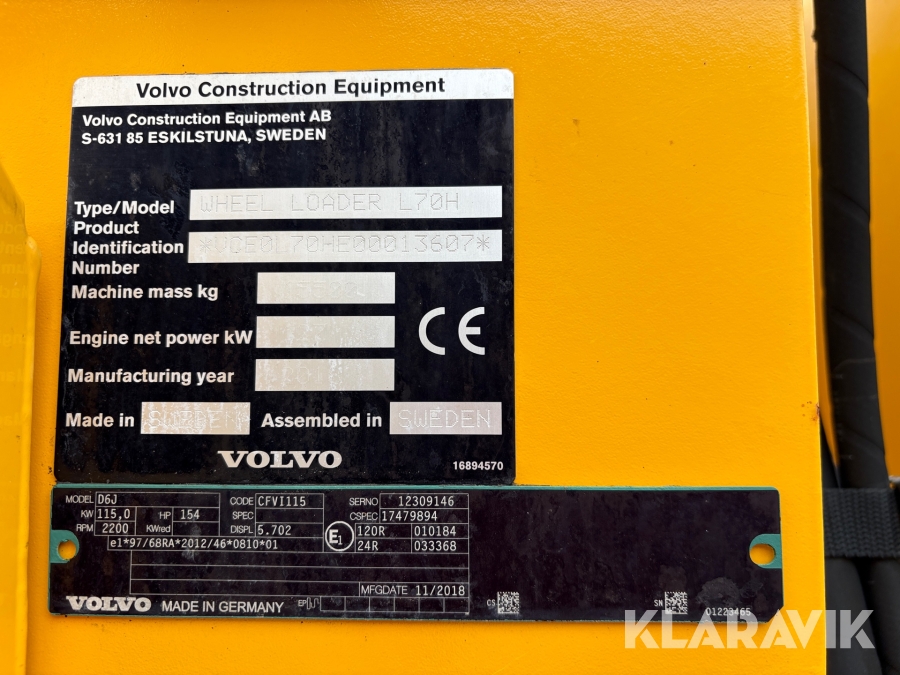 Volvo Construction Equipment
Volvo Construction Equipment AB
S-631 85 ESKILSTUNA, SWEDEN
Type/Model WHEEL LOADER L70H
Product
Identification *VCE0L70HE00013607*
Number
Machine mass kg
Engine net power kW
CE
Manufacturing year
Made in SWEDEN Assembled in SWEDEN
VOLVO
16894570
MODEL D6J CODE CFVI115 SERNO 12309146
KW 115,0 HP 154 SPEC CSPEC 17479894
RPM 2200 KWred DISPL 5.702 E1 120R 010184
e1*97/68RA*2012/46*0810*01 24R 033368
MFGDATE 11/2018
VOLVO MADE IN GERMANY EP CS SN 01223465
KLARAVIK